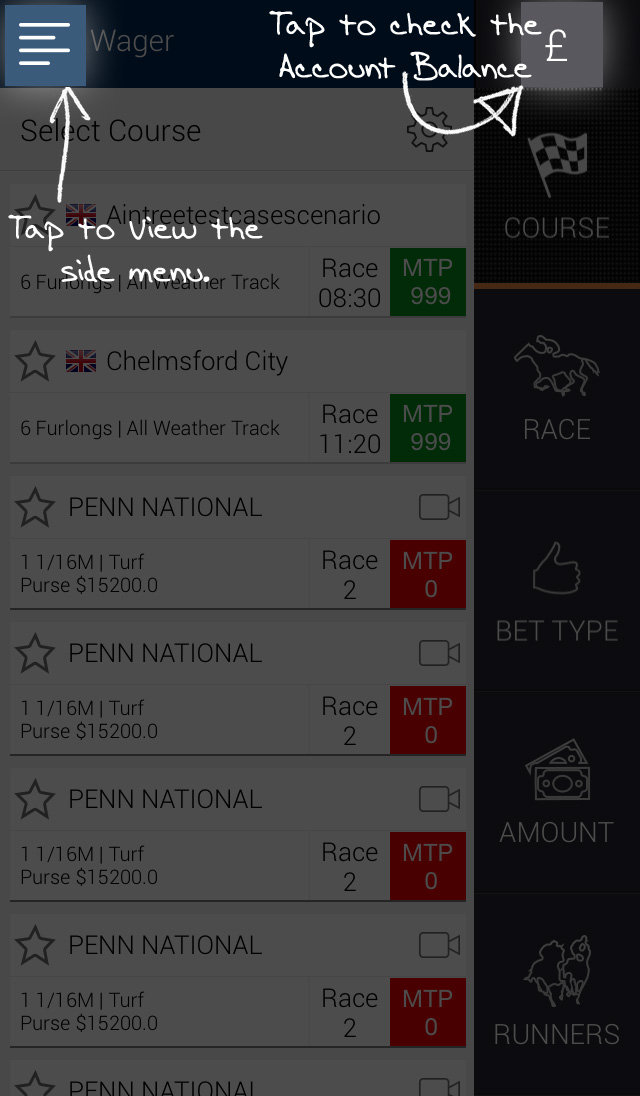 Wager
Tap to check the
Account Balance
£
Select Course
Tap to view the
side menu.
Aintreetestcasescenario
6 Furlongs | All Weather Track
Race
08:30
MTP
999
Chelmsford City
6 Furlongs | All Weather Track
Race
11:20
MTP
999
PENN NATIONAL
1 1/16M | Turf
Purse $15200.0
Race
2
MTP
0
PENN NATIONAL
1 1/16M | Turf
Purse $15200.0
Race
2
MTP
0
PENN NATIONAL
1 1/16M | Turf
Purse $15200.0
Race
2
MTP
0
PENN NATIONAL
1 1/16M | Turf
Purse $15200.0
Race
2
MTP
0
PENN NATIONAL
COURSE
RACE
BET TYPE
AMOUNT
RUNNERS